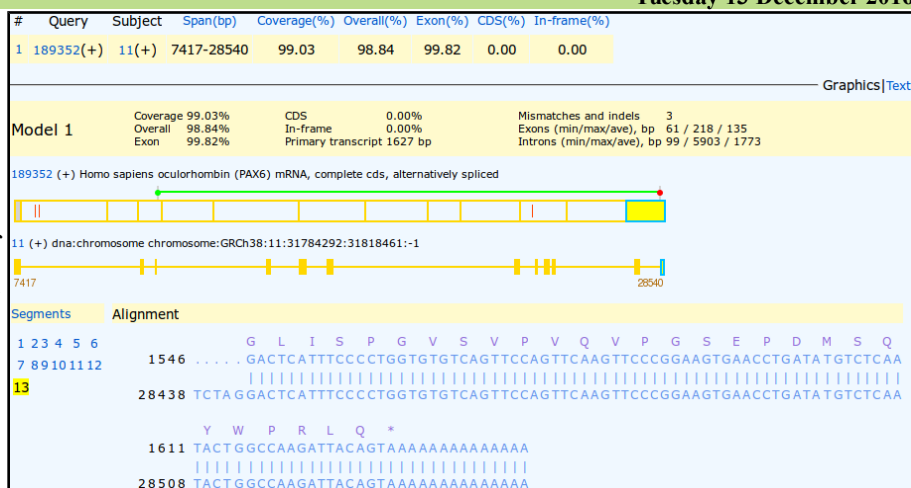 Tuesday 13 December 2016
# Query Subject Span(bp) Coverage(%) Overall(%) Exon(%) CDS(%) In-frame(%)
1 189352(+) 11(+) 7417-28540 99.03 98.84 99.82 0.00 0.00
Graphics|Text
Model 1
Coverage 99.03% CDS 0.00% Mismatches and indels 3
Overall 98.84% In-frame 0.00% Exons (min/max/ave), bp 61 / 218 / 135
Exon 99.82% Primary transcript 1627 bp Introns (min/max/ave), bp 99 / 5903 / 1773
189352 (+) Homo sapiens oculorhombin (PAX6) mRNA, complete cds, alternatively spliced
11 (+) dna:chromosome chromosome:GRCh38:11:31784292:31818461:-1
7417 28540
Segments Alignment
1 2 3 4 5 6
7 8 9 10 11 12
13
G L I S P G V S V P V Q V P G S E P D M S Q
1546 .....GACTCATTTCCCCTGGTGTGTCAGTTCCAGTTCAAGTTCCCGGAAGTGAACCTGATATGTCTCAA
28438 TCTAGGACTCATTTCCCCTGGTGTGTCAGTTCCAGTTCAAGTTCCCGGAAGTGAACCTGATATGTCTCAA
Y W P R L Q *
1611 TACTGGCCAAGATTACAGTAAAAAAAAAAAAAAA
28508 TACTGGCCAAGATTACAGTAAAAAAAAAAAAAAA